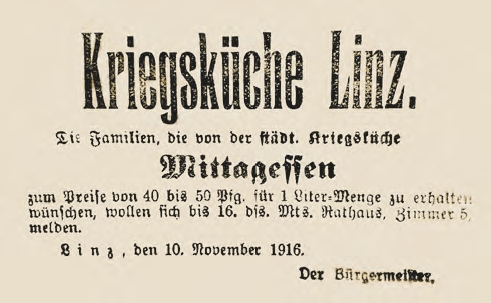 Kriegsküche Linz.
Die Familien, die von der städt. Kriegsküche
Mittagessen
zum Preise von 40 bis 50 Pfg. für 1 Liter-Menge zu erhalten
wünschen, wollen sich bis 16. dss. Mts. Rathaus, Zimmer 5,
melden.
Linz, den 10. November 1916.
Der Bürgermeister.